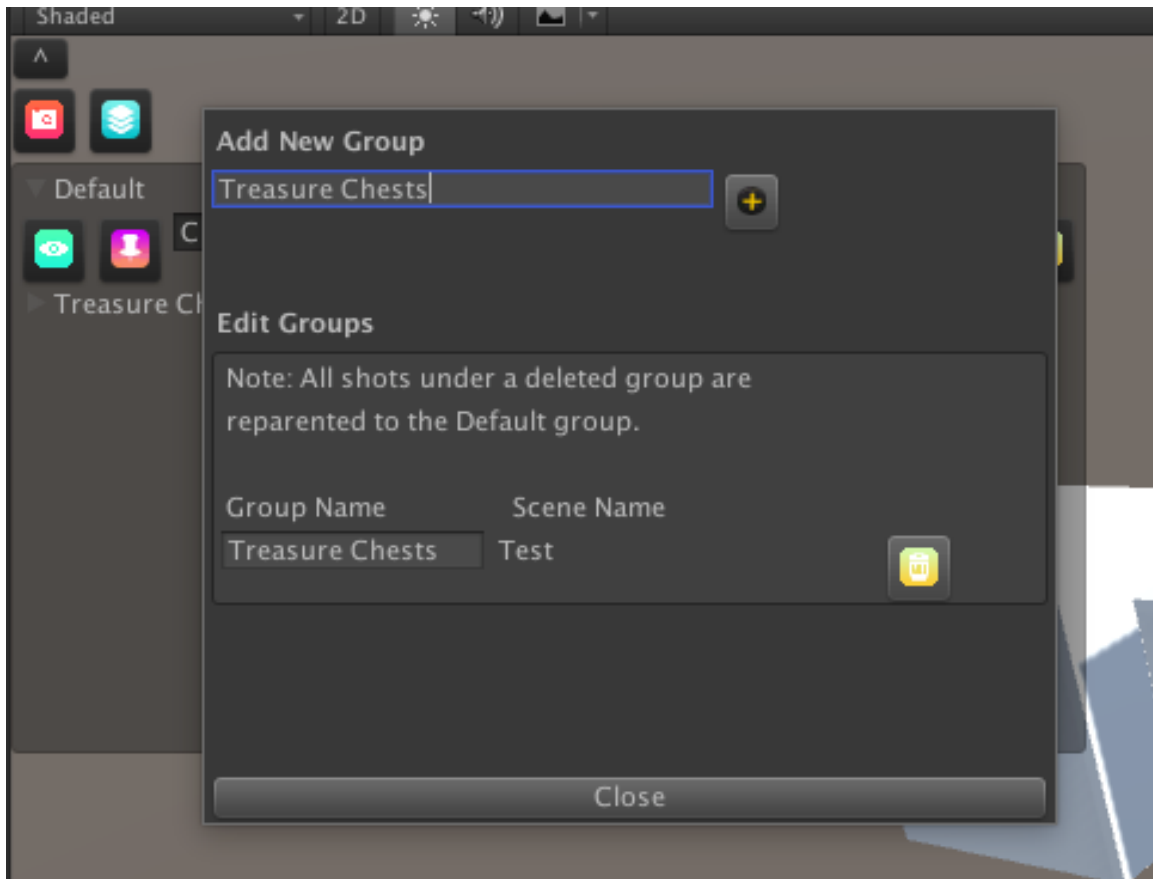 Shaded
2D
Add New Group
Default
Treasure Chests
C
Treasure Ch
Edit Groups
Note: All shots under a deleted group are
reparented to the Default group.
Group Name Scene Name
Treasure Chests Test
Close